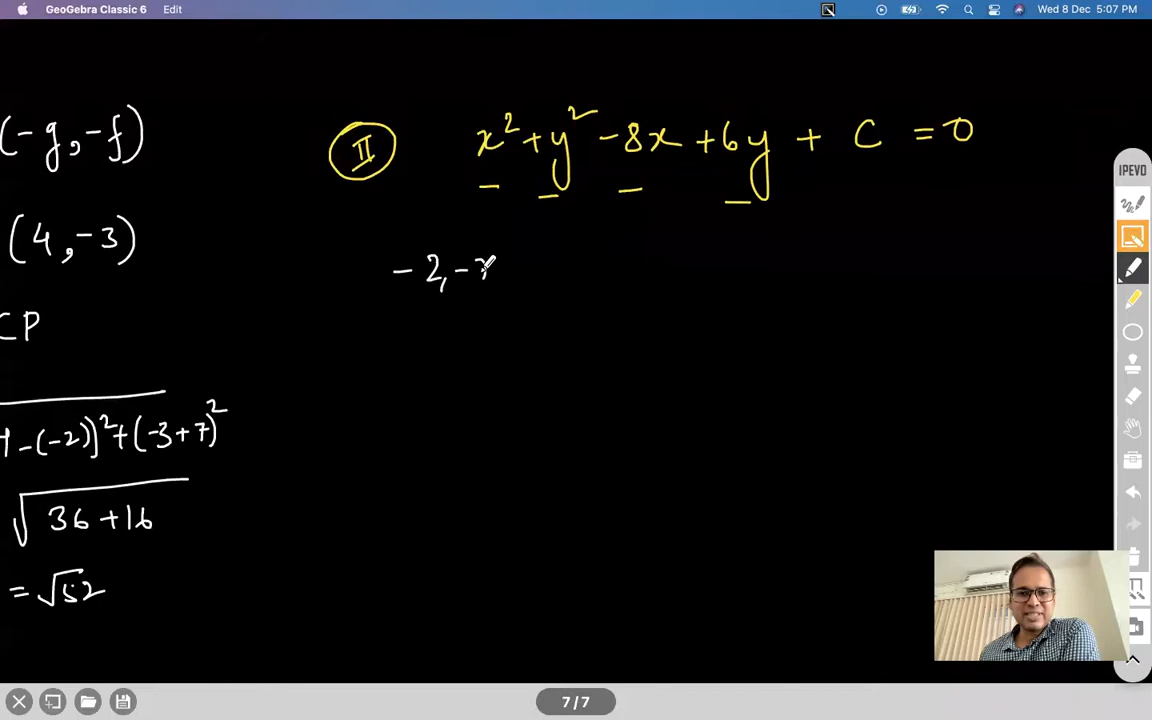 GeoGebra Classic 6 Edit Wed 8 Dec 5:07 PM
(-g, -f)
(4, -3)
CP
-(-2))²+(-3+7)²
√36+16
=√52
II x²+y²-8x+6y+C=0
-2, -7
IPEVO
7/7